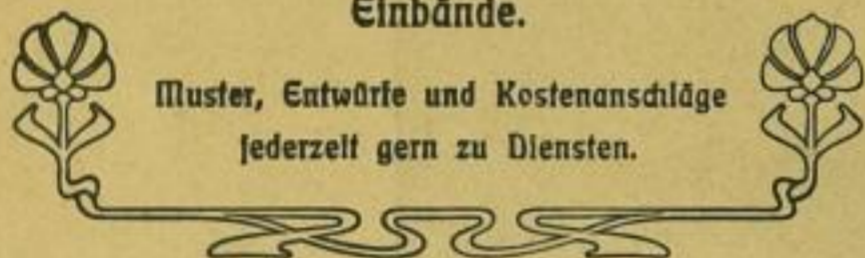 Einbände.
Muster, Entwürfe und Kostenanschläge
jederzeit gern zu Diensten.